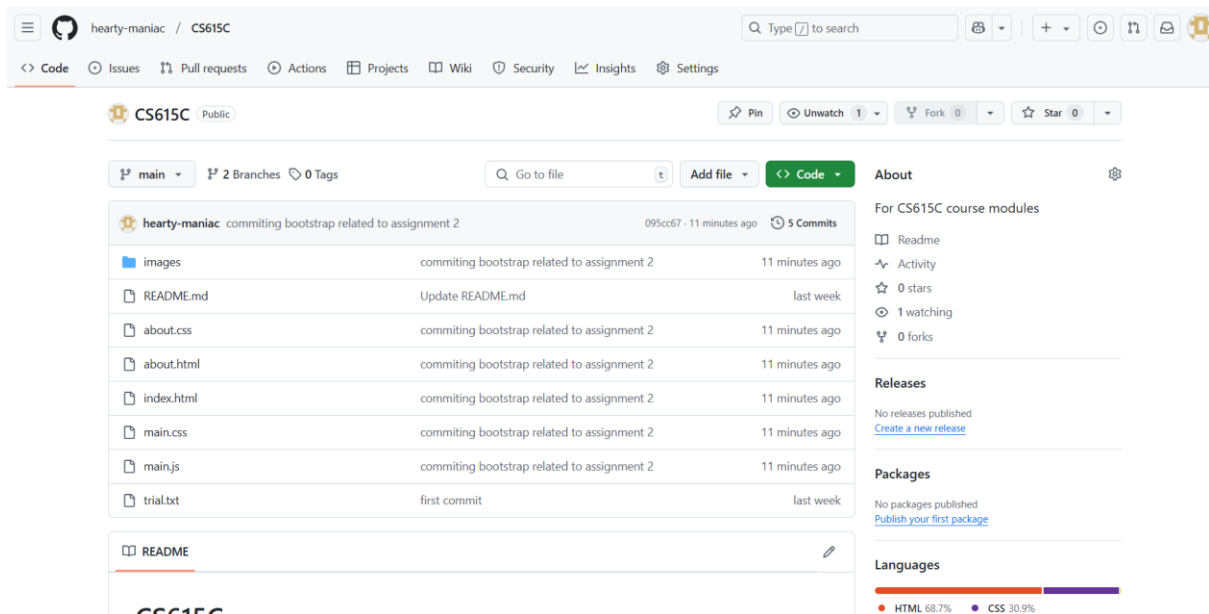 hearty-maniac / CS615C
Type / to search
Code Issues Pull requests Actions Projects Wiki Security Insights Settings
CS615C Public
Pin Unwatch 1 Fork 0 Star 0
main 2 Branches 0 Tags Go to file t Add file Code
About
For CS615C course modules
hearty-maniac commiting bootstrap related to assignment 2 095cc67 · 11 minutes ago 5 Commits
images commiting bootstrap related to assignment 2 11 minutes ago
README.md Update README.md last week
about.css commiting bootstrap related to assignment 2 11 minutes ago
about.html commiting bootstrap related to assignment 2 11 minutes ago
index.html commiting bootstrap related to assignment 2 11 minutes ago
main.css commiting bootstrap related to assignment 2 11 minutes ago
main.js commiting bootstrap related to assignment 2 11 minutes ago
trial.txt first commit last week
README
CS615C
Readme
Activity
0 stars
1 watching
0 forks
Releases
No releases published
Create a new release
Packages
No packages published
Publish your first package
Languages
HTML 68.7% CSS 30.9%